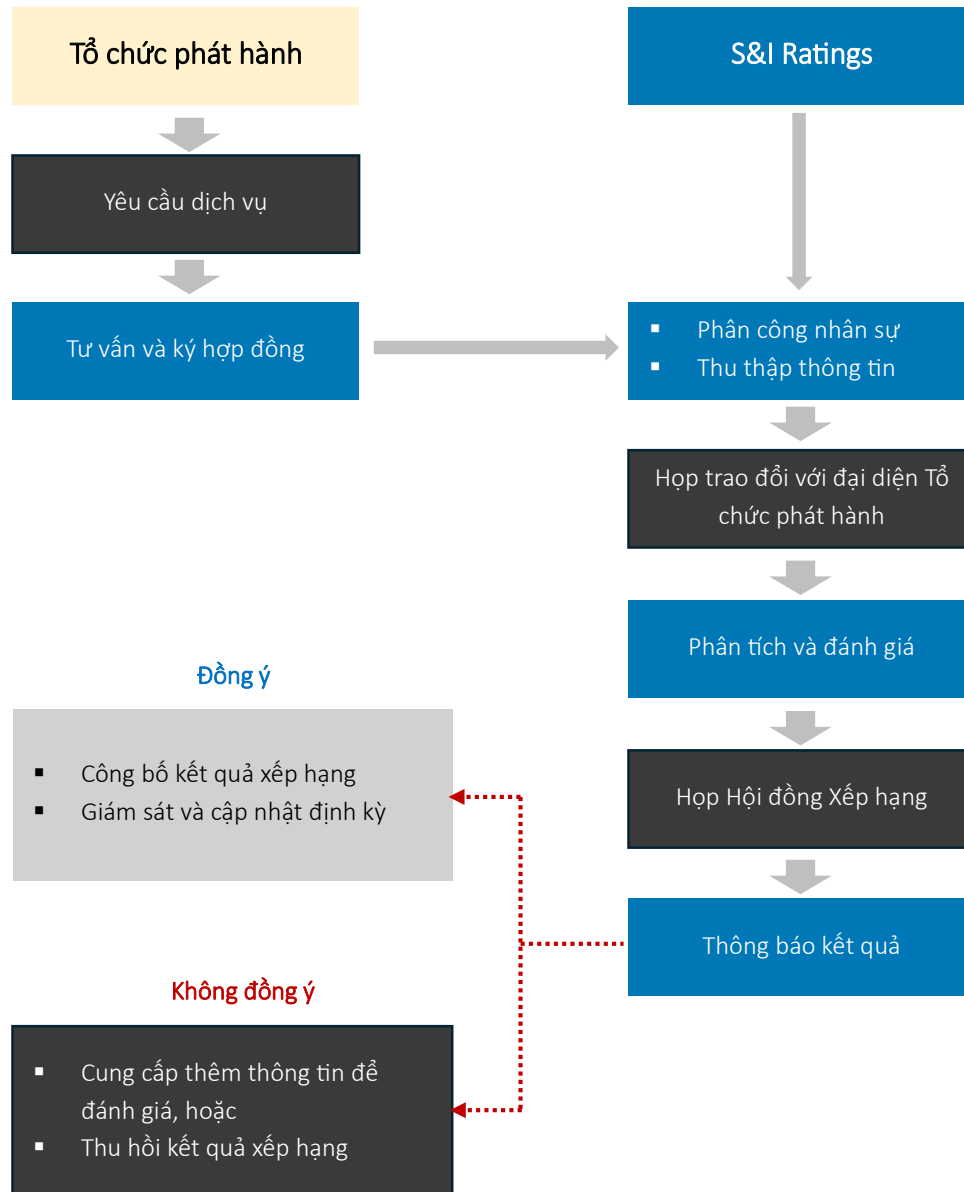 Tổ chức phát hành
S&I Ratings
Yêu cầu dịch vụ
Tư vấn và ký hợp đồng
▪ Phân công nhân sự
▪ Thu thập thông tin
Họp trao đổi với đại diện Tổ
chức phát hành
Phân tích và đánh giá
Đồng ý
▪ Công bố kết quả xếp hạng
▪ Giám sát và cập nhật định kỳ
Họp Hội đồng Xếp hạng
Thông báo kết quả
Không đồng ý
▪ Cung cấp thêm thông tin để
đánh giá, hoặc
▪ Thu hồi kết quả xếp hạng